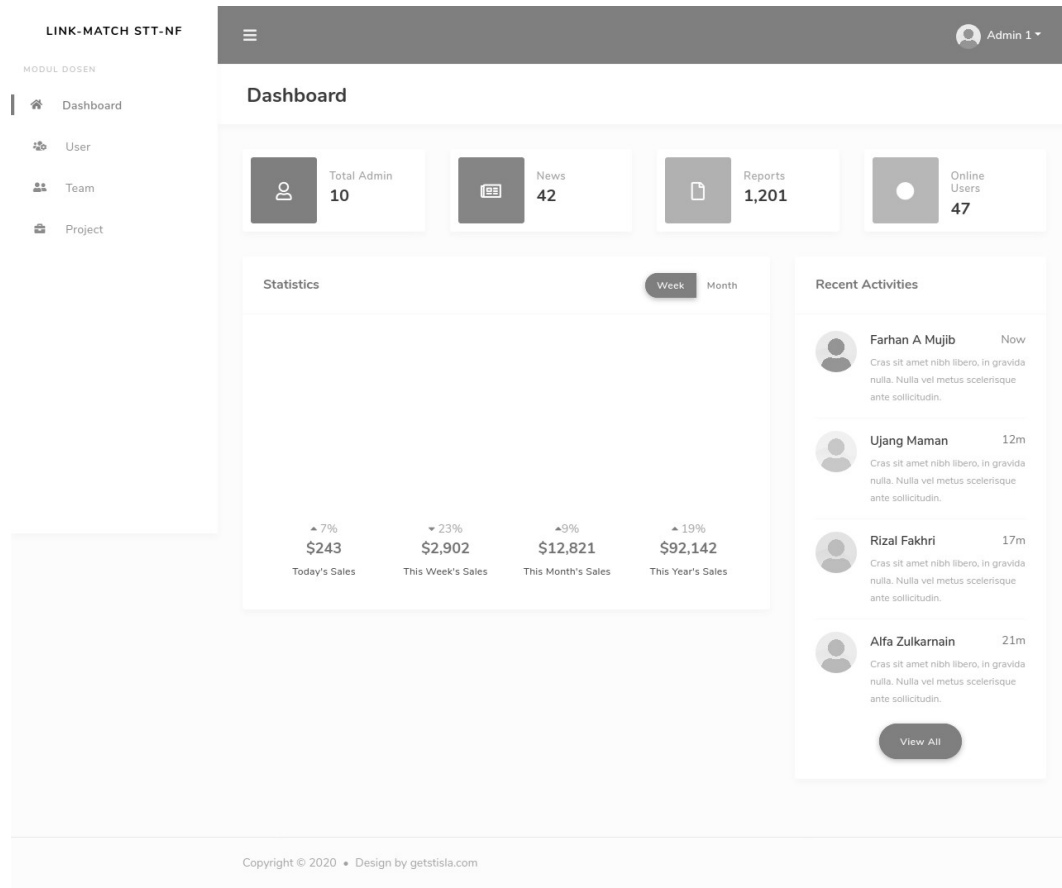 LINK-MATCH STT-NF
MODUL DOSEN
Dashboard
User
Team
Project
Admin 1
Dashboard
Total Admin
10
News
42
Reports
1,201
Online
Users
47
Statistics
Week
Month
7%
$243
Today's Sales
23%
$2,902
This Week's Sales
9%
$12,821
This Month's Sales
19%
$92,142
This Year's Sales
Recent Activities
Farhan A Mujib Now
Cras sit amet nibh libero, in gravida
nulla. Nulla vel metus scelerisque
ante sollicitudin.
Ujang Maman 12m
Cras sit amet nibh libero, in gravida
nulla. Nulla vel metus scelerisque
ante sollicitudin.
Rizal Fakhri 17m
Cras sit amet nibh libero, in gravida
nulla. Nulla vel metus scelerisque
ante sollicitudin.
Alfa Zulkarnain 21m
Cras sit amet nibh libero, in gravida
nulla. Nulla vel metus scelerisque
ante sollicitudin.
View All
Copyright © 2020 • Design by getstisla.com